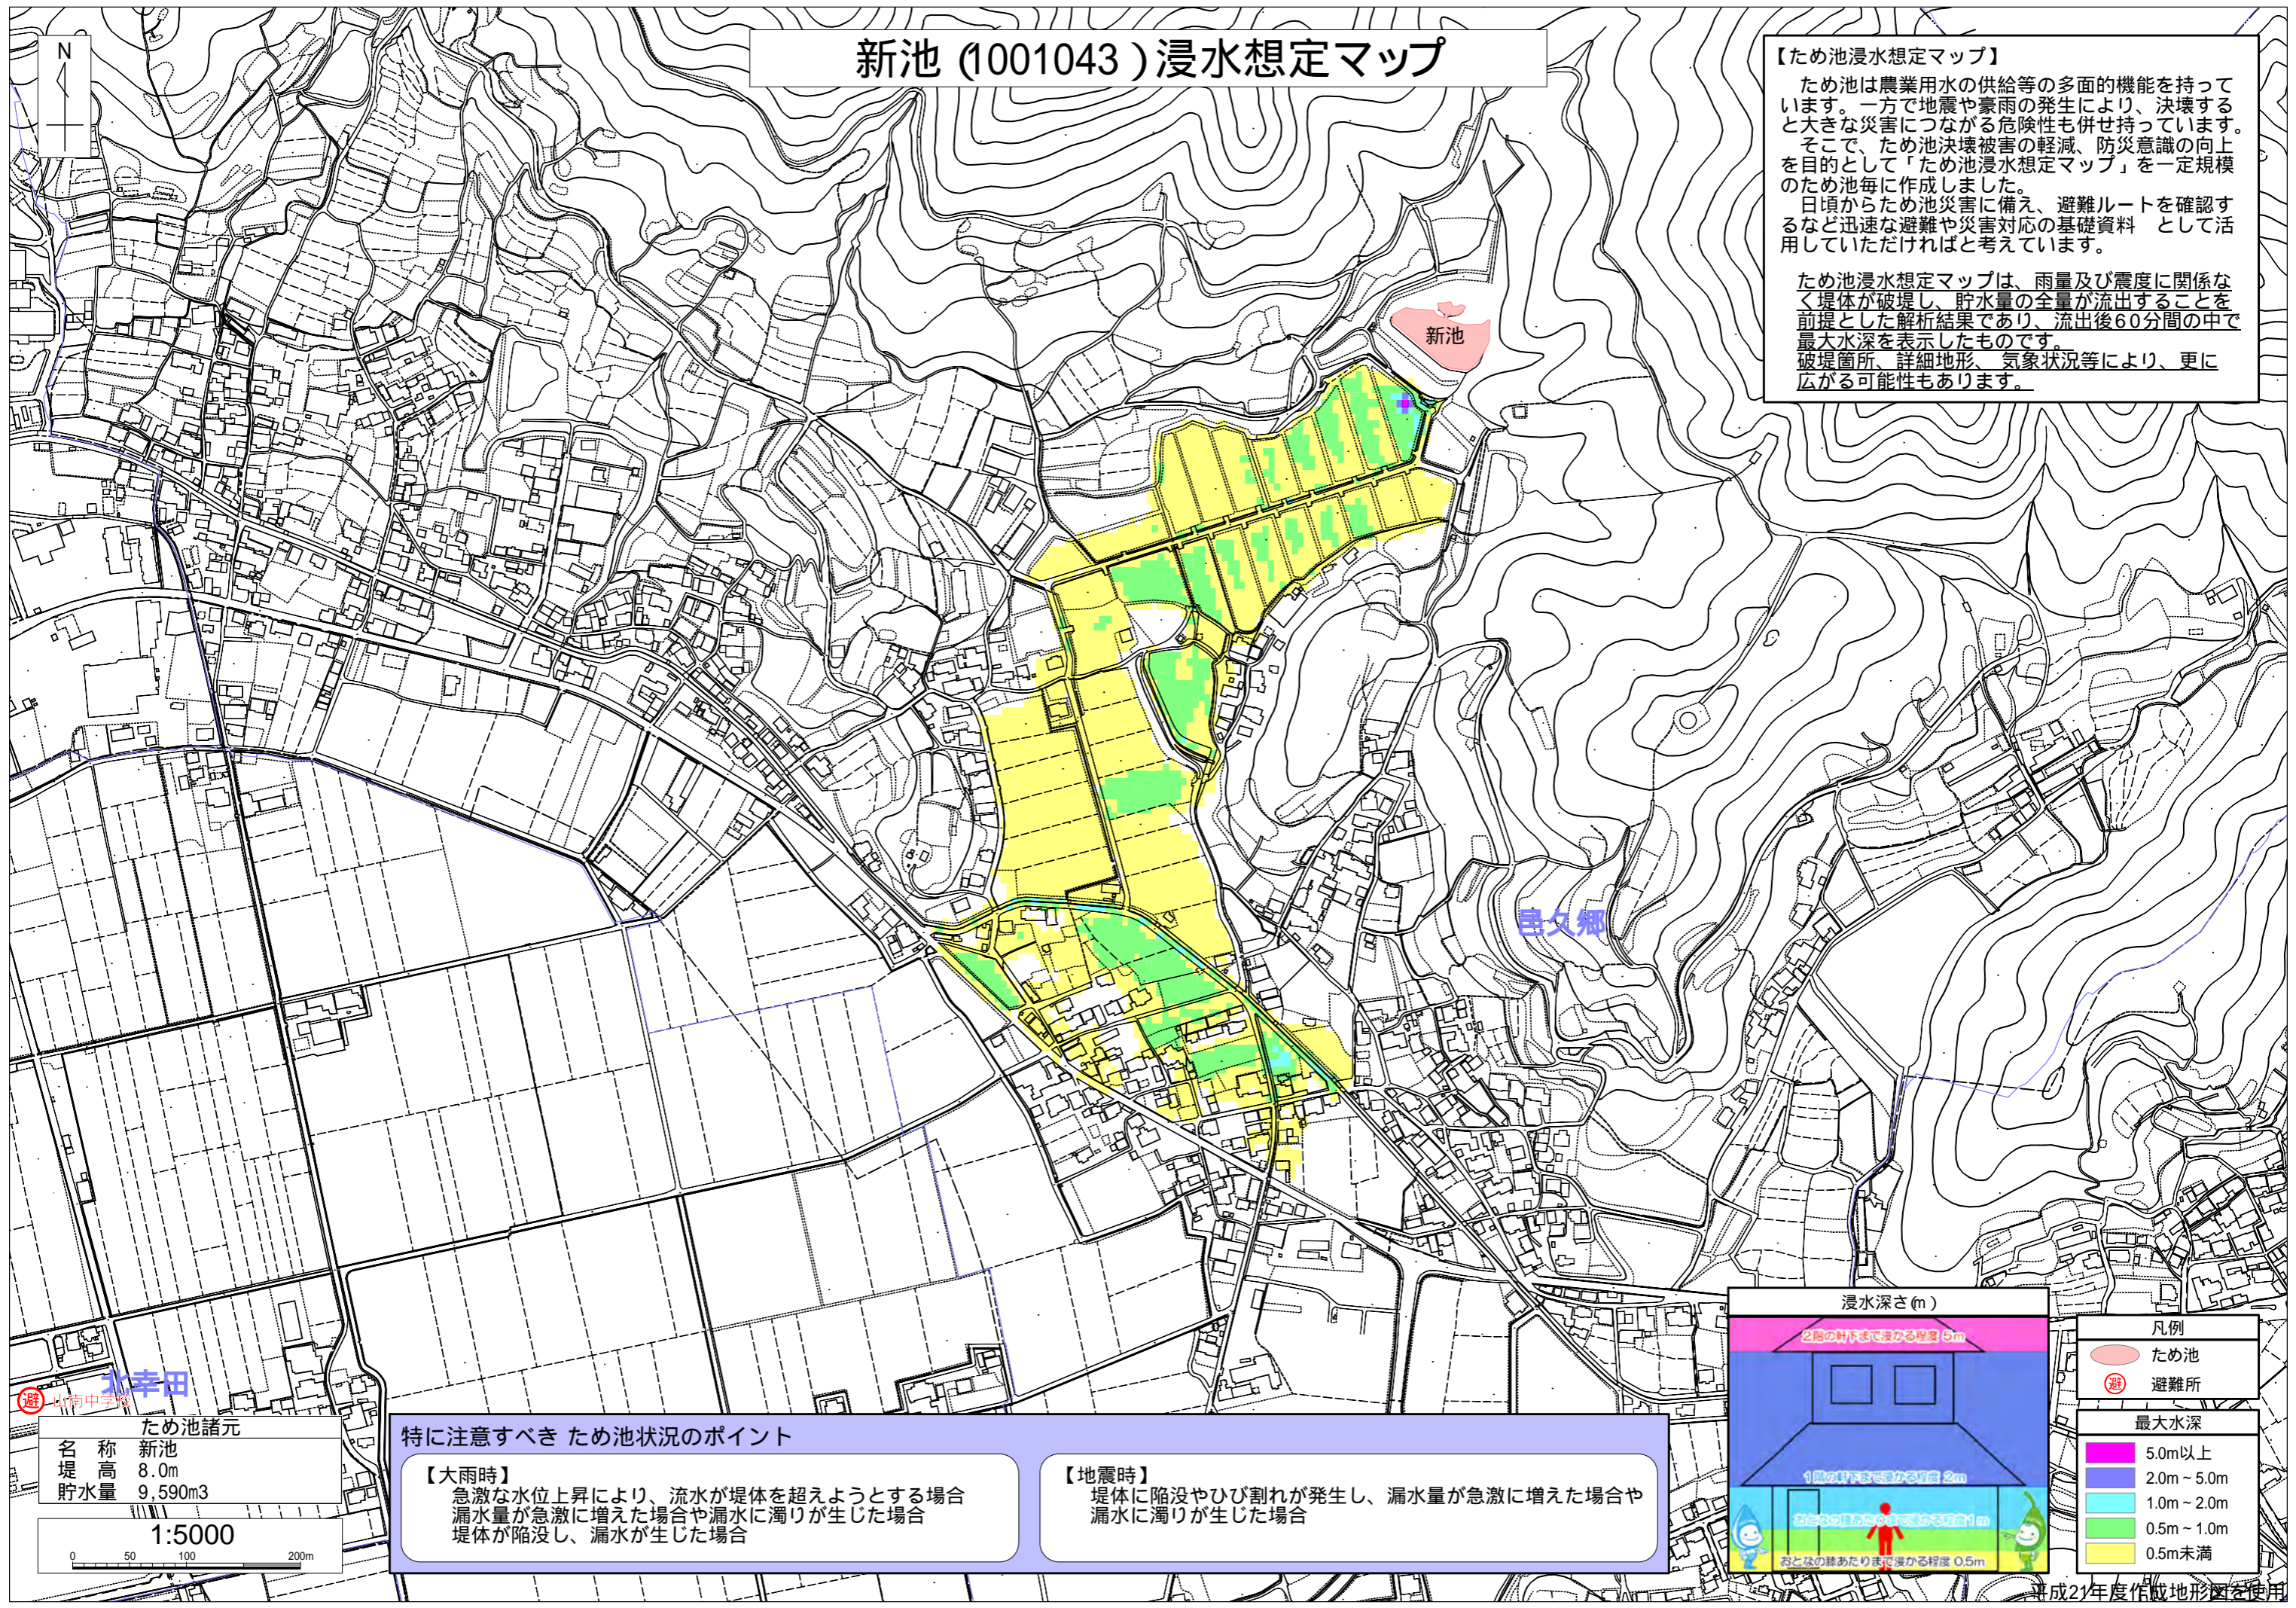 新池 (1001043)浸水想定マップ
N
【ため池浸水想定マップ】
ため池は農業用水の供給等の多面的機能を持って
います。一方で地震や豪雨の発生により、決壊する
と大きな災害につながる危険性も併せ持っています。
そこで、ため池決壊被害の軽減、防災意識の向上
を目的として「ため池浸水想定マップ」を一定規模
のため池毎に作成しました。
日頃からため池災害に備え、避難ルートを確認す
るなど迅速な避難や災害対応の基礎資料　として活
用していただければと考えています。
ため池浸水想定マップは、雨量及び震度に関係な
く堤体が破堤し、貯水量の全量が流出することを
前提とした解析結果であり、流出後60分間の中で
最大水深を表示したものです。
破堤箇所、詳細地形、気象状況等により、更に
広がる可能性もあります。
新池
邑久郷
北幸田
避 山南中学校
ため池諸元
名 称 新池
堤 高 8.0m
貯水量 9,590m3
1:5000
0 50 100 200m
特に注意すべき ため池状況のポイント
【大雨時】
急激な水位上昇により、流水が堤体を超えようとする場合
漏水量が急激に増えた場合や漏水に濁りが生じた場合
堤体が陥没し、漏水が生じた場合
【地震時】
堤体に陥没やひび割れが発生し、漏水量が急激に増えた場合や
漏水に濁りが生じた場合
浸水深さ(m)
2階の軒下まで浸かる程度 5m
1階の軒下まで浸かる程度 2m
おとなの腰あたりまで浸かる程度 1m
おとなの膝あたりまで浸かる程度 0.5m
凡例
ため池
避 避難所
最大水深
5.0m以上
2.0m～5.0m
1.0m～2.0m
0.5m～1.0m
0.5m未満
平成21年度作成地形図を使用